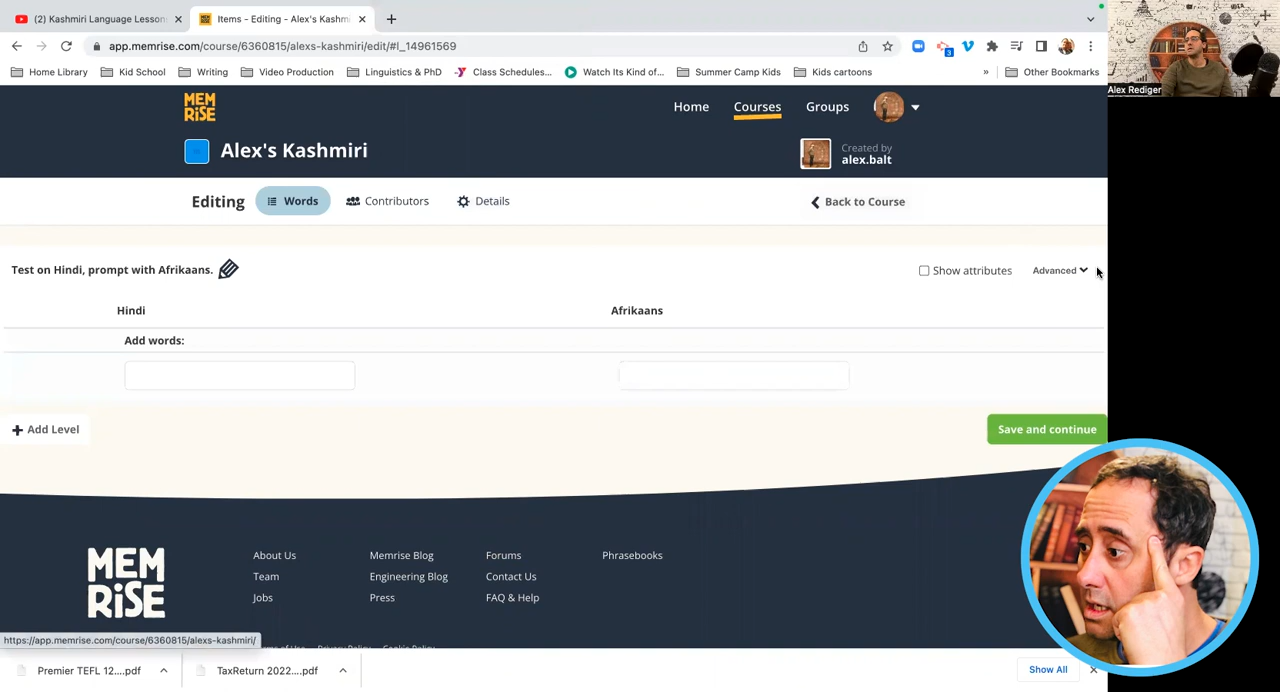 (2) Kashmiri Language Lesson
Items - Editing - Alex's Kashm
app.memrise.com/course/6360815/alexs-kashmiri/edit/#l_14961569
3
Home Library
Kid School
Writing
Video Production
Linguistics & PhD
Class Schedules...
Watch Its Kind of...
Summer Camp Kids
Kids cartoons
»
Other Bookmarks
Alex Rediger
MEM
RiSE
Home
Courses
Groups
Alex's Kashmiri
Created by
alex.balt
Editing
Words
Contributors
Details
Back to Course
Test on Hindi, prompt with Afrikaans.
Show attributes
Advanced
Hindi
Afrikaans
Add words:
Add Level
Save and continue
MEM
RiSE
About Us
Memrise Blog
Forums
Phrasebooks
Team
Engineering Blog
Contact Us
Jobs
Press
FAQ & Help
https://app.memrise.com/course/6360815/alexs-kashmiri/
Premier TEFL 12....pdf
TaxReturn 2022....pdf
Show All